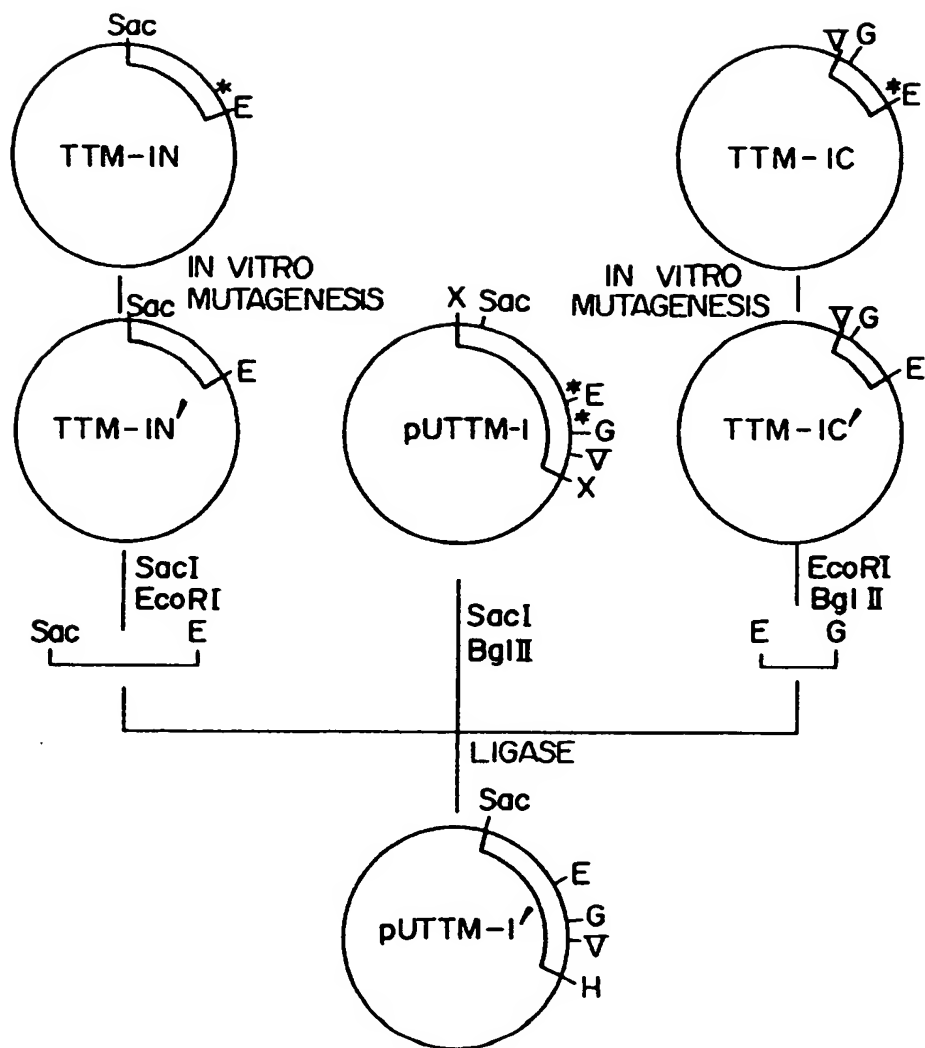 Sac
*
E
TTM-IN
IN VITRO
MUTAGENESIS
Sac
E
TTM-IN'
SacI
EcoRI
Sac E
∇ G
*E
TTM-IC
IN VITRO
MUTAGENESIS
∇ G
E
TTM-IC'
EcoRI
BglII
E G
X Sac
*E
*G
∇
X
pUTTM-I
SacI
BglII
LIGASE
Sac
E
G
∇
H
pUTTM-I'